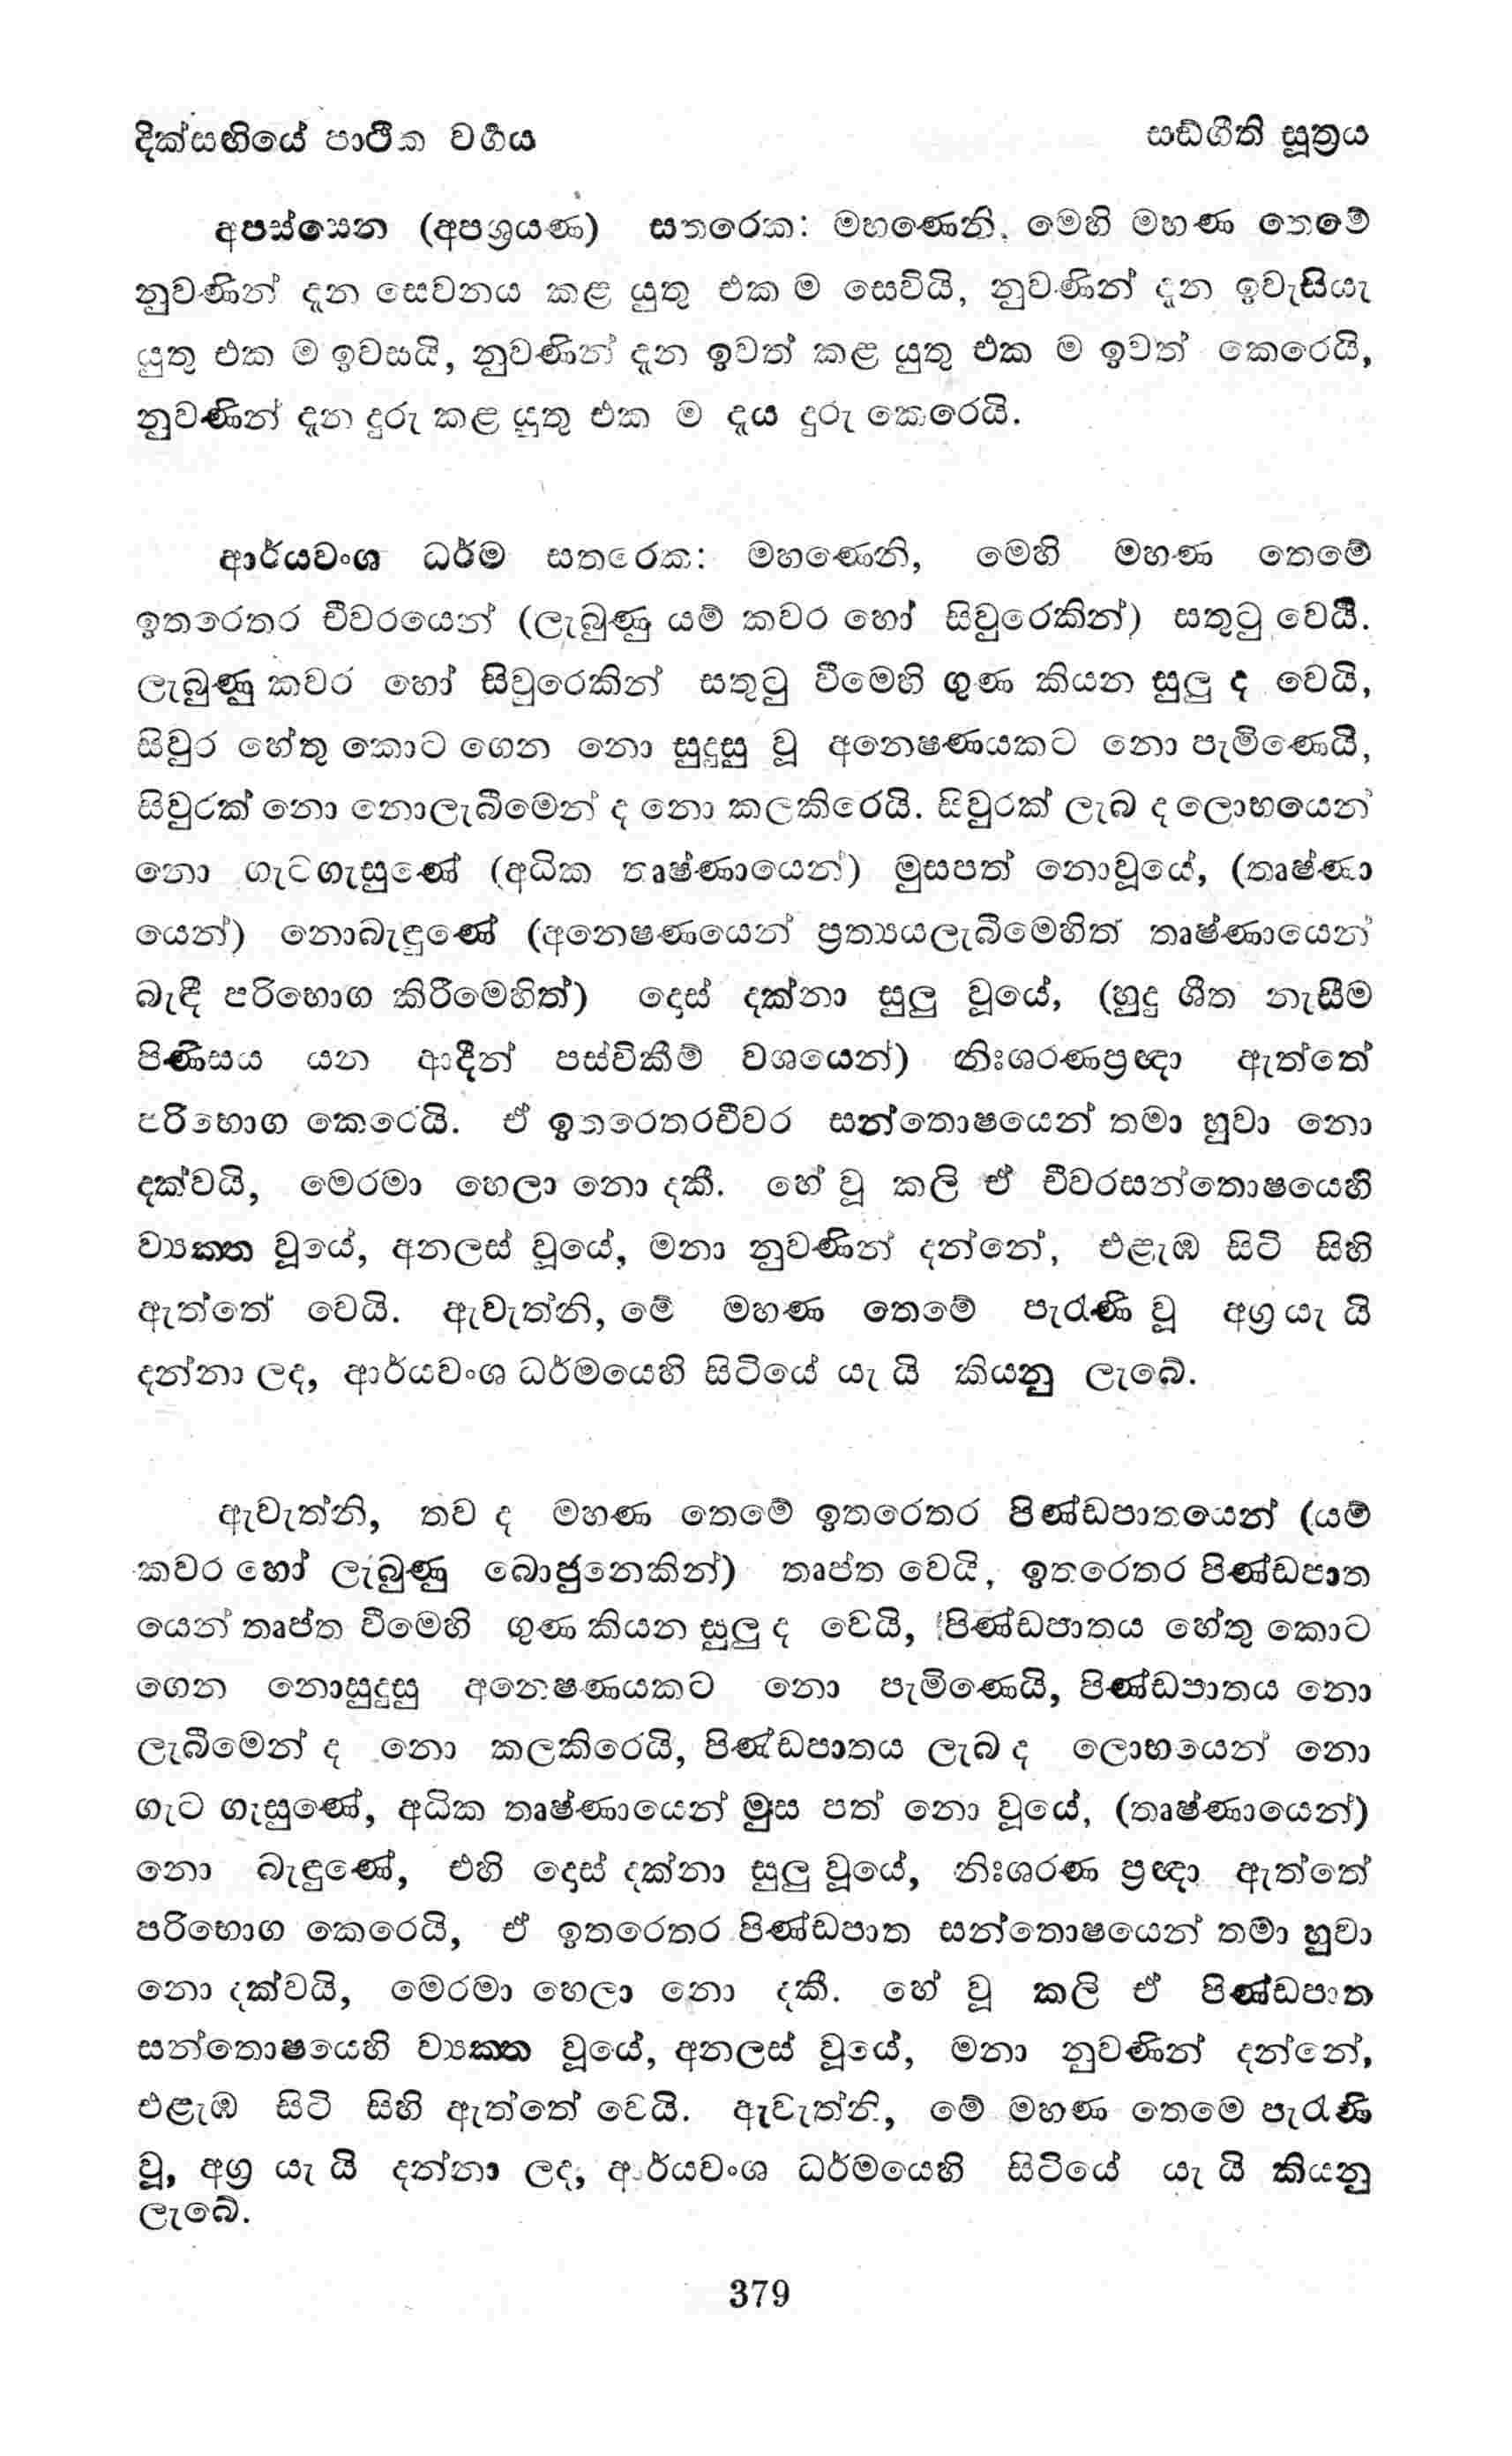 දික්සඟියේ පාථික වර්ගය
සඩ්ගීති සූත්‍රය
අපස්සෙන (අපශ්‍රයණ) සතරෙක: මහණෙනි, මෙහි මහණ තෙමේ
නුවණින් දැන සෙවනය කළ යුතු එක ම සෙවියි, නුවණින් දැන ඉවැසියැ
යුතු එක ම ඉවසයි, නුවණින් දැන ඉවත් කළ යුතු එක ම ඉවත් කෙරෙයි,
නුවණින් දැන දුරු කළ යුතු එක ම දැය දුරු කෙරෙයි.
ආර්යවංශ ධර්ම සතරෙක: මහණෙනි, මෙහි මහණ තෙමේ
ඉතරෙතර චීවරයෙන් (ලැබුණු යම් කවර හෝ සිවුරෙකින්) සතුටු වෙයි.
ලැබුණු කවර හෝ සිවුරෙකින් සතුටු වීමෙහි ගුණ කියන සුලු ද වෙයි,
සිවුර හේතු කොට ගෙන නො සුදුසු වූ අනෙෂණයකට නො පැමිණෙයි,
සිවුරක් නො නොලැබීමෙන් ද නො කලකිරෙයි. සිවුරක් ලැබ ද ලොභයෙන්
නො ගැටගැසුණේ (අධික තෘෂ්ණායෙන්) මුසපත් නොවූයේ, (තෘෂ්ණා
යෙන්) නොබැඳුණේ (අනෙෂණයෙන් ප්‍රත්‍යයලැබීමෙහිත් තෘෂ්ණායෙන්
බැඳී පරිභොග කිරීමෙහිත්) දොස් දක්නා සුලු වූයේ, (හුදු ශීත නැසීම
පිණිසය යන ආදීන් පස්විකීම් වශයෙන්) නිඃශරණප්‍රඥා ඇත්තේ
පරිභොග කෙරෙයි. ඒ ඉතරෙතරචීවර සන්තොෂයෙන් තමා හුවා නො
දක්වයි, මෙරමා හෙලා නො දකී. හේ වූ කලි ඒ චීවරසන්තොෂයෙහි
ව්‍යක්ත වූයේ, අනලස් වූයේ, මනා නුවණින් දන්නේ, එළැඹ සිටි සිහි
ඇත්තේ වෙයි. ඇවැත්නි, මේ මහණ තෙමේ පැරණි වූ අග්‍ර යැ යි
දන්නා ලද, ආර්යවංශ ධර්මයෙහි සිටියේ යැ යි කියනු ලැබේ.
ඇවැත්නි, තව ද මහණ තෙමේ ඉතරෙතර පිණ්ඩපාතයෙන් (යම්
කවර හෝ ලැබුණු බොජුනෙකින්) තෘප්ත වෙයි, ඉතරෙතර පිණ්ඩපාත
යෙන් තෘප්ත වීමෙහි ගුණ කියන සුලු ද වෙයි, පිණ්ඩපාතය හේතු කොට
ගෙන නොසුදුසු අනෙෂණයකට නො පැමිණෙයි, පිණ්ඩපාතය නො
ලැබීමෙන් ද නො කලකිරෙයි, පිණ්ඩපාතය ලැබ ද ලොභයෙන් නො
ගැට ගැසුණේ, අධික තෘෂ්ණායෙන් මුස පත් නො වූයේ, (තෘෂ්ණායෙන්)
නො බැඳුණේ, එහි දොස් දක්නා සුලු වූයේ, නිඃශරණ ප්‍රඥා ඇත්තේ
පරිභොග කෙරෙයි, ඒ ඉතරෙතර පිණ්ඩපාත සන්තොෂයෙන් තමා හුවා
නො දක්වයි, මෙරමා හෙලා නො දකී. හේ වූ කලි ඒ පිණ්ඩපාත
සන්තොෂයෙහි ව්‍යක්ත වූයේ, අනලස් වූයේ, මනා නුවණින් දන්නේ,
එළැඹ සිටි සිහි ඇත්තේ වෙයි. ඇවැත්නි, මේ මහණ තෙමෙ පැරණි
වූ, අග්‍ර යැ යි දන්නා ලද, ආර්යවංශ ධර්මයෙහි සිටියේ යැ යි කියනු
ලැබේ.
379